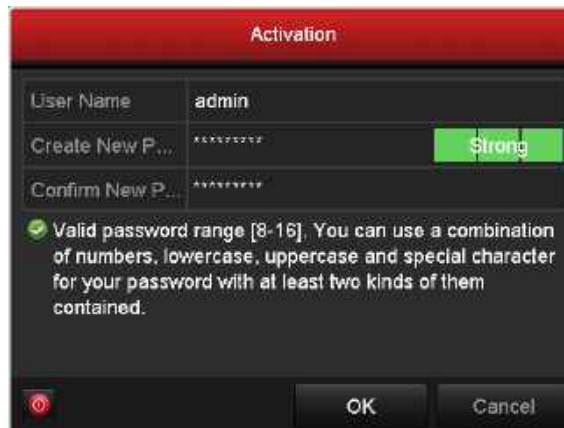 Activation
User Name admin
Create New P... ********* Strong
Confirm New P... *********
Valid password range [8-16]. You can use a combination
of numbers, lowercase, uppercase and special character
for your password with at least two kinds of them
contained.
OK Cancel